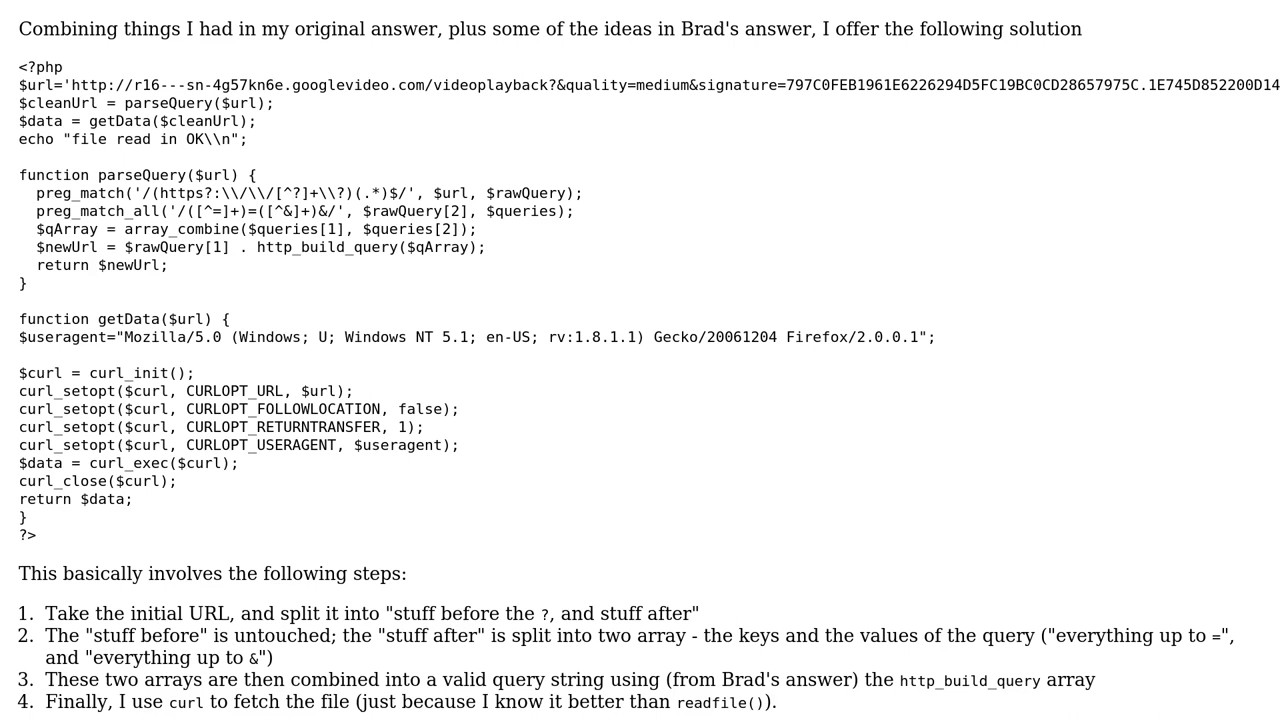 Combining things I had in my original answer, plus some of the ideas in Brad's answer, I offer the following solution
<?php
$url='http://r16---sn-4g57kn6e.googlevideo.com/videoplayback?&quality=medium&signature=797C0FEB1961E6226294D5FC19BC0CD28657975C.1E745D852200D14
$cleanUrl = parseQuery($url);
$data = getData($cleanUrl);
echo "file read in OK\\n";
function parseQuery($url) {
  preg_match('/(https?:\\/\\/[^?]+\\?)(.*)$/', $url, $rawQuery);
  preg_match_all('/([^=]+)=([^&]+)&/', $rawQuery[2], $queries);
  $qArray = array_combine($queries[1], $queries[2]);
  $newUrl = $rawQuery[1] . http_build_query($qArray);
  return $newUrl;
}
function getData($url) {
$useragent="Mozilla/5.0 (Windows; U; Windows NT 5.1; en-US; rv:1.8.1.1) Gecko/20061204 Firefox/2.0.0.1";
$curl = curl_init();
curl_setopt($curl, CURLOPT_URL, $url);
curl_setopt($curl, CURLOPT_FOLLOWLOCATION, false);
curl_setopt($curl, CURLOPT_RETURNTRANSFER, 1);
curl_setopt($curl, CURLOPT_USERAGENT, $useragent);
$data = curl_exec($curl);
curl_close($curl);
return $data;
}
?>
This basically involves the following steps:
1. Take the initial URL, and split it into "stuff before the ?, and stuff after"
2. The "stuff before" is untouched; the "stuff after" is split into two array - the keys and the values of the query ("everything up to =",
and "everything up to &")
3. These two arrays are then combined into a valid query string using (from Brad's answer) the http_build_query array
4. Finally, I use curl to fetch the file (just because I know it better than readfile()).